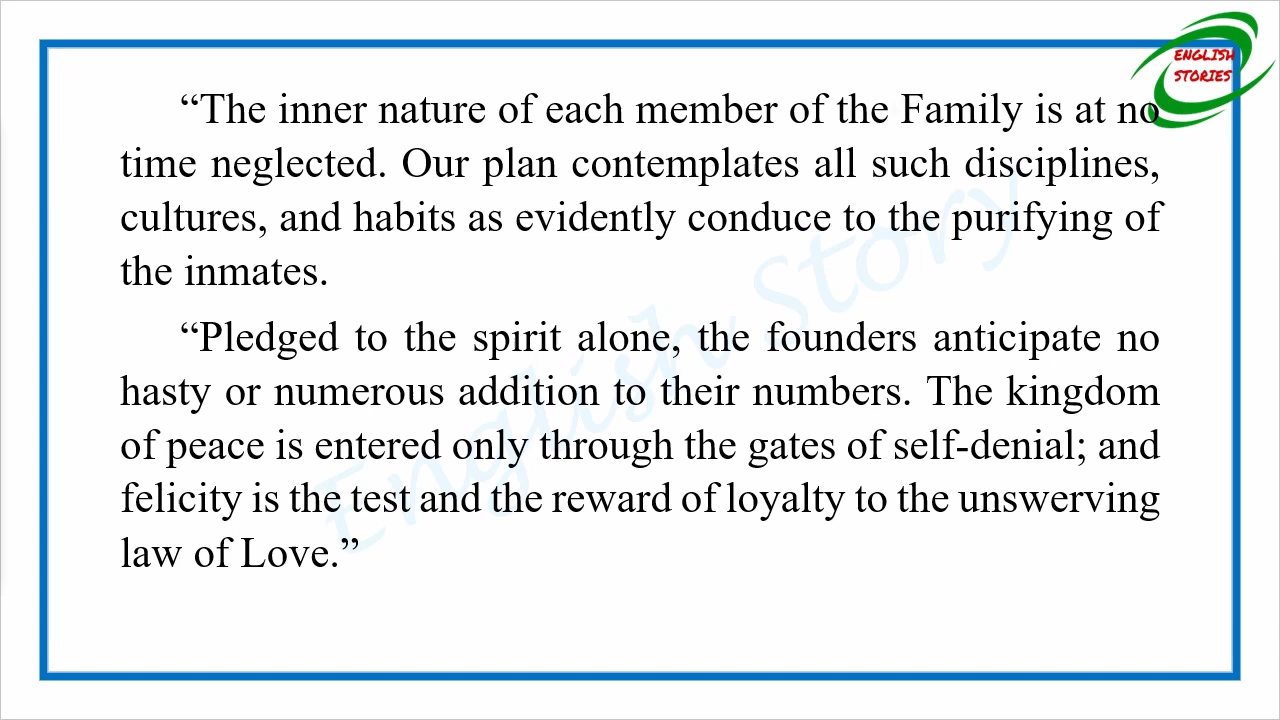 ENGLISH
STORIES
“The inner nature of each member of the Family is at no
time neglected. Our plan contemplates all such disciplines,
cultures, and habits as evidently conduce to the purifying of
the inmates.
“Pledged to the spirit alone, the founders anticipate no
hasty or numerous addition to their numbers. The kingdom
of peace is entered only through the gates of self-denial; and
felicity is the test and the reward of loyalty to the unswerving
law of Love.”
English Story